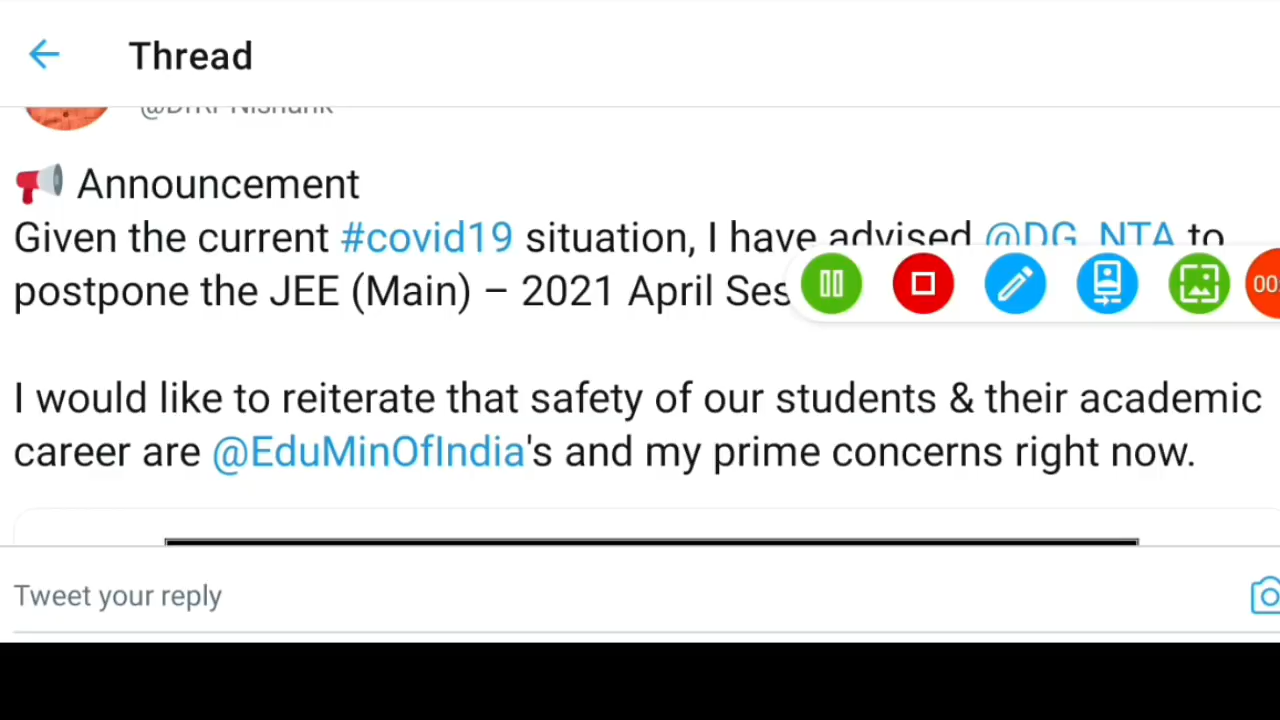 Thread
📢 Announcement
Given the current #covid19 situation, I have advised @DG_NTA to
postpone the JEE (Main) – 2021 April Ses
00:
I would like to reiterate that safety of our students & their academic
career are @EduMinOfIndia's and my prime concerns right now.
Tweet your reply